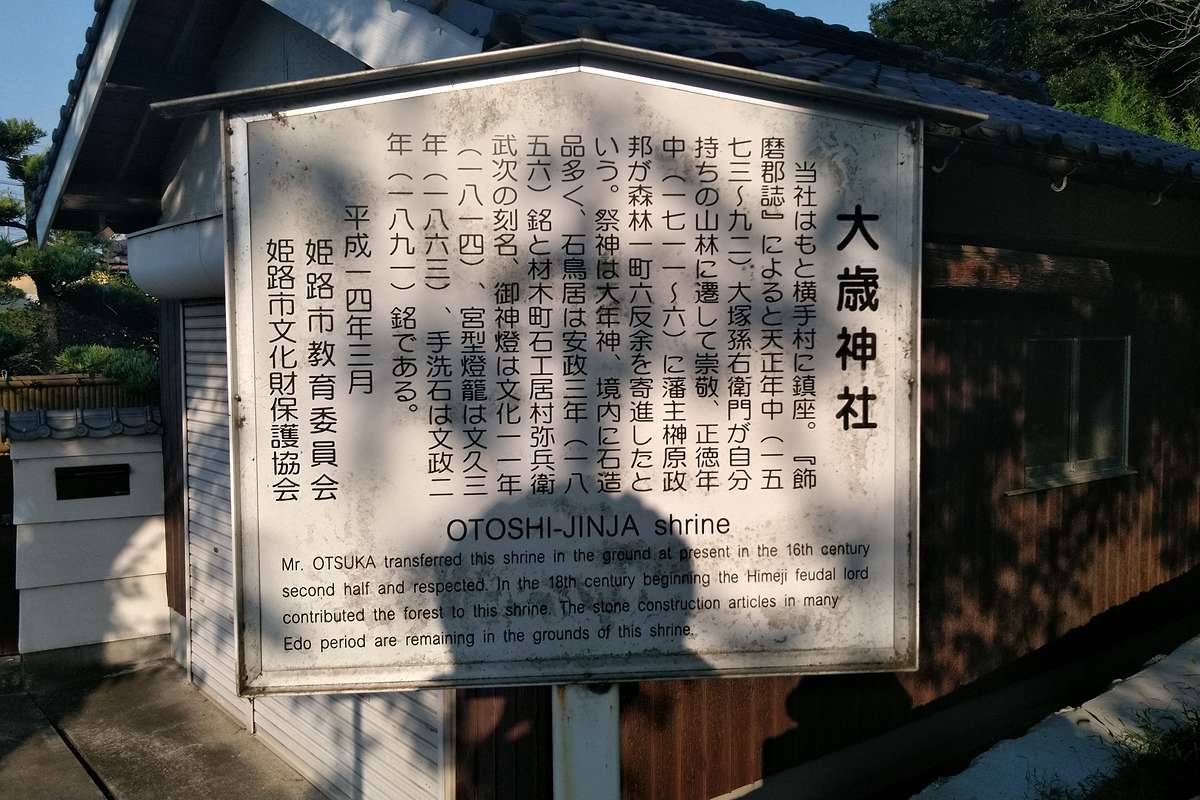 大歳神社
当社はもと横手村に鎮座。『飾
磨郡誌』によると天正年中（一五
七三～九二）大塚孫右衛門が自分
持ちの山林に遷して崇敬、正徳年
中（一七一一～六）に藩主榊原政
邦が森林一町六反余を寄進したと
いう。祭神は大年神、境内に石造
品多く、石鳥居は安政三年（一八
五六）銘と材木町石工居村弥兵衛
武次の刻名、御神燈は文化一一年
（一八一四）、宮型燈籠は文久三
年（一八六三）、手洗石は文政二
年（一八九一）銘である。
平成一四年三月
姫路市教育委員会
姫路市文化財保護協会
OTOSHI-JINJA shrine
Mr. OTSUKA transferred this shrine in the ground at present in the 16th century
second half and respected. In the 18th century beginning the Himeji feudal lord
contributed the forest to this shrine. The stone construction articles in many
Edo period are remaining in the grounds of this shrine.